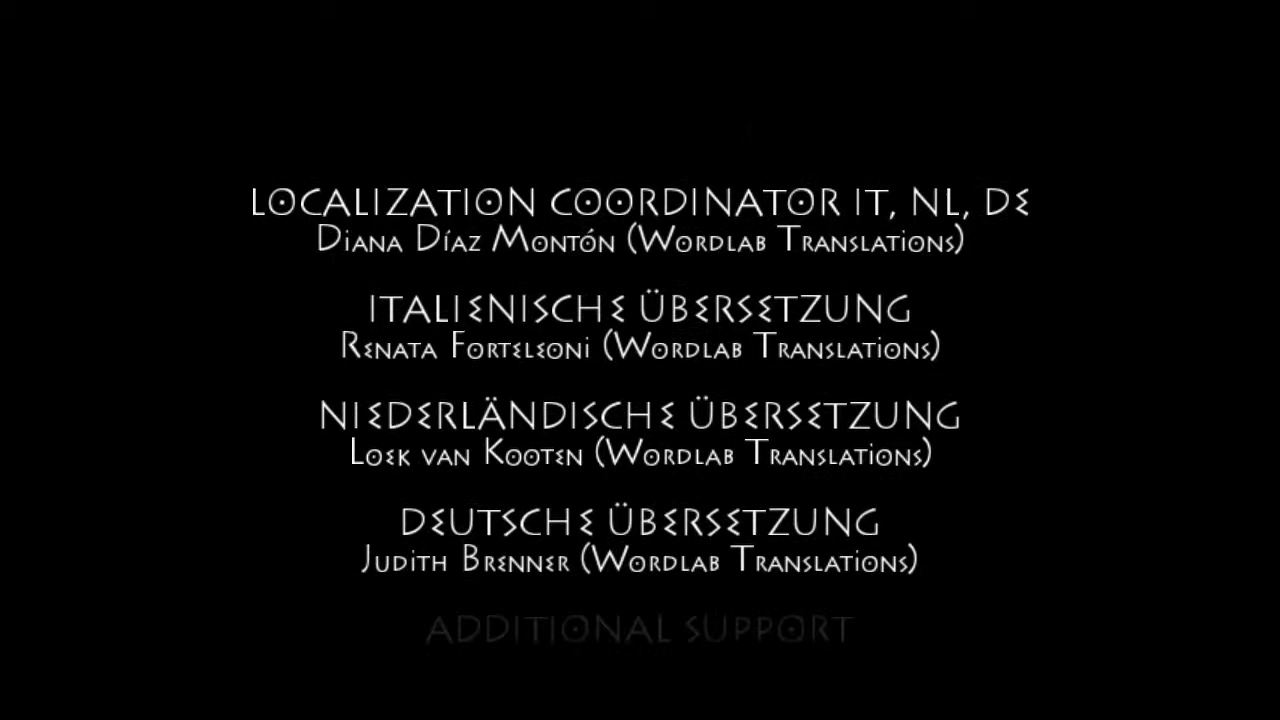 LOCALIZATION COORDINATOR IT, NL, DE
Diana Díaz Montón (Wordlab Translations)
ITALIENISCHE ÜBERSETZUNG
Renata Forteleoni (Wordlab Translations)
NIEDERLÄNDISCHE ÜBERSETZUNG
Loek van Kooten (Wordlab Translations)
DEUTSCHE ÜBERSETZUNG
Judith Brenner (Wordlab Translations)
ADDITIONAL SUPPORT